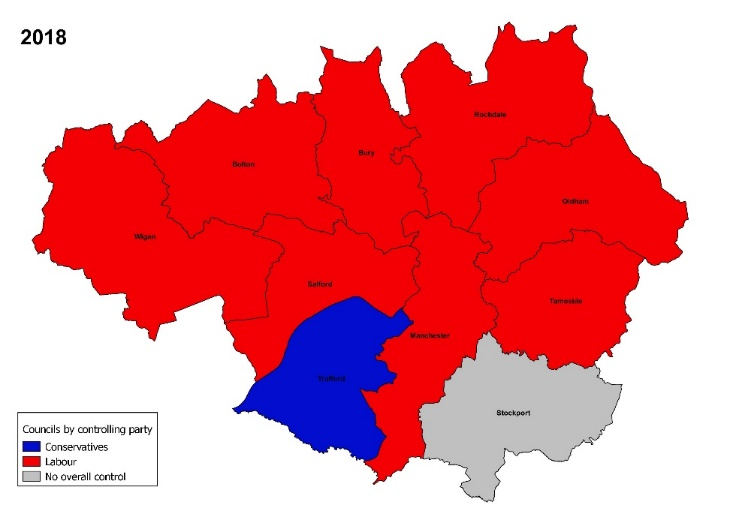 2018
Rochdale
Bolton
Bury
Oldham
Wigan
Salford
Tameside
Manchester
Trafford
Stockport
Councils by controlling party
Conservatives
Labour
No overall control